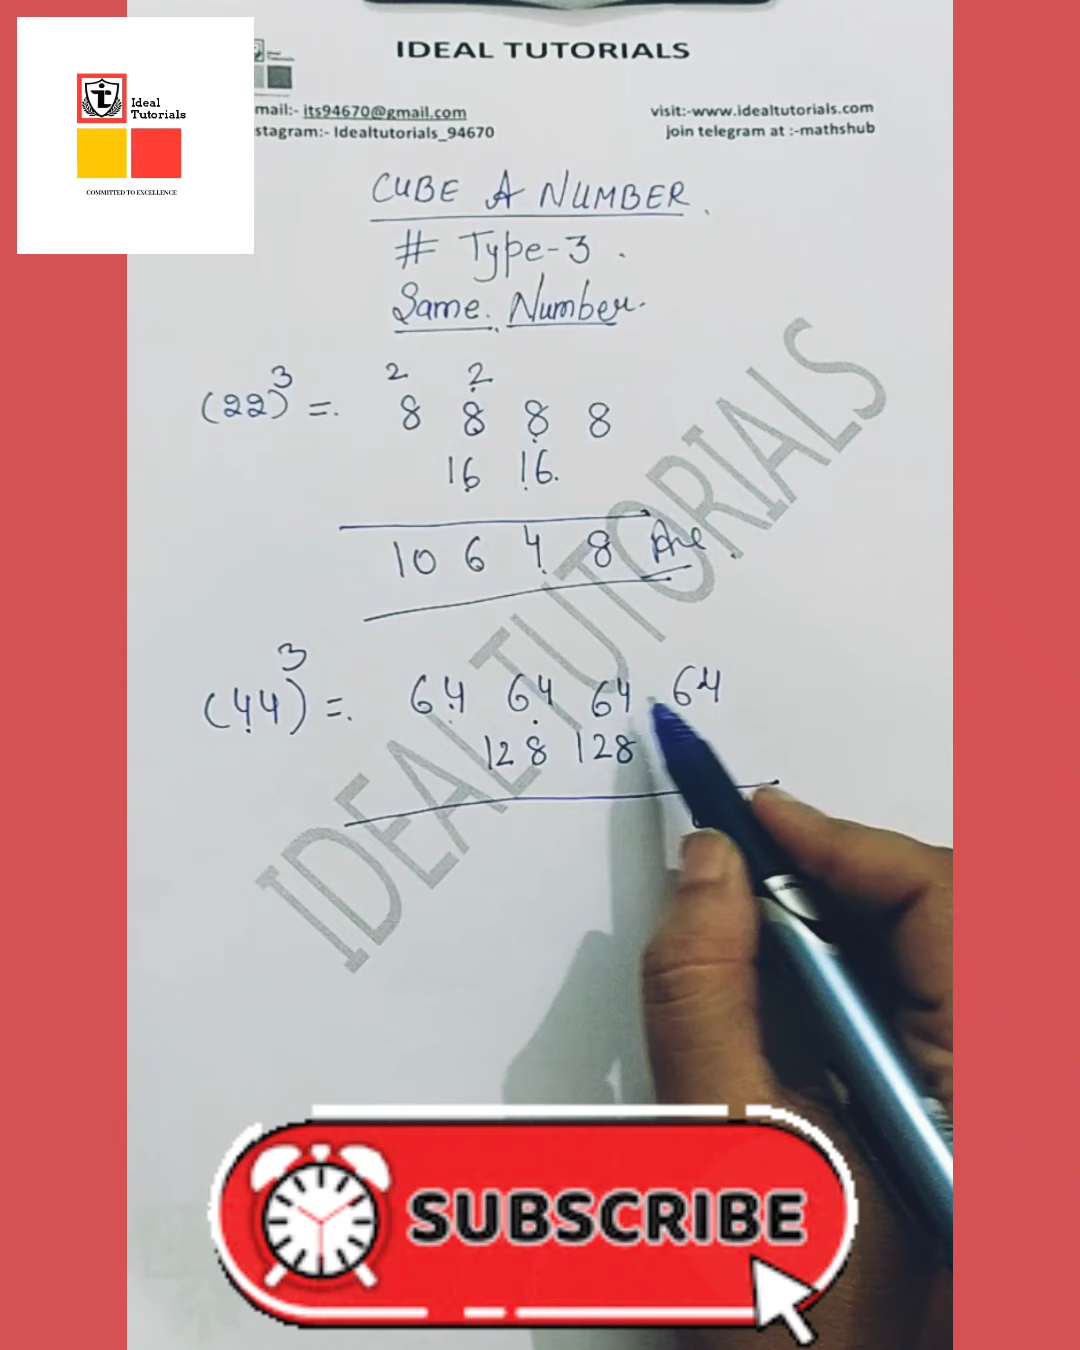 Ideal
Tutorials
COMMITTED TO EXCELLENCE
IDEAL TUTORIALS
mail:- its94670@gmail.com
visit:-www.idealtutorials.com
stagram:- Idealtutorials_94670
join telegram at :-mathshub
CUBE A NUMBER.
# Type-3.
Same. Number.
2 2
(22)³ =. 8 8 8 8
16 16.
10 6 4 8 Ans.
(44)³ =. 64 64 64 64
128 128
IDEAL TUTORIALS
SUBSCRIBE